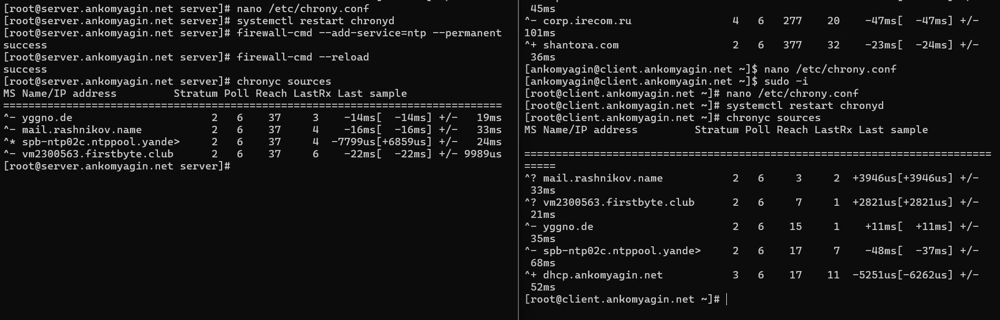 [root@server.ankomyagin.net server]# nano /etc/chrony.conf
[root@server.ankomyagin.net server]# systemctl restart chronyd
[root@server.ankomyagin.net server]# firewall-cmd --add-service=ntp --permanent
success
[root@server.ankomyagin.net server]# firewall-cmd --reload
success
[root@server.ankomyagin.net server]# chronyc sources
MS Name/IP address         Stratum Poll Reach LastRx Last sample
===============================================================================
^- yggno.de                      2   6    37     3    -14ms[  -14ms] +/-   19ms
^- mail.rashnikov.name           2   6    37     4    -16ms[  -16ms] +/-   33ms
^* spb-ntp02c.ntppool.yande>     2   6    37     4  -7799us[+6859us] +/-   24ms
^- vm2300563.firstbyte.club      2   6    37     6    -22ms[  -22ms] +/- 9989us
[root@server.ankomyagin.net server]#
45ms
^- corp.irecom.ru                4   6   277    20    -47ms[  -47ms] +/-
101ms
^+ shantora.com                  2   6   377    32    -23ms[  -24ms] +/-
36ms
[ankomyagin@client.ankomyagin.net ~]$ nano /etc/chrony.conf
[ankomyagin@client.ankomyagin.net ~]$ sudo -i
[root@client.ankomyagin.net ~]# nano /etc/chrony.conf
[root@client.ankomyagin.net ~]# systemctl restart chronyd
[root@client.ankomyagin.net ~]# chronyc sources
MS Name/IP address         Stratum Poll Reach LastRx Last sample
==========================================================================
=====
^? mail.rashnikov.name           2   6     3     2  +3946us[+3946us] +/-
33ms
^? vm2300563.firstbyte.club      2   6     7     1  +2821us[+2821us] +/-
21ms
^- yggno.de                      2   6    15     1    +11ms[  +11ms] +/-
35ms
^- spb-ntp02c.ntppool.yande>     2   6    17     7    -48ms[  -37ms] +/-
68ms
^+ dhcp.ankomyagin.net           3   6    17    11  -5251us[-6262us] +/-
52ms
[root@client.ankomyagin.net ~]#